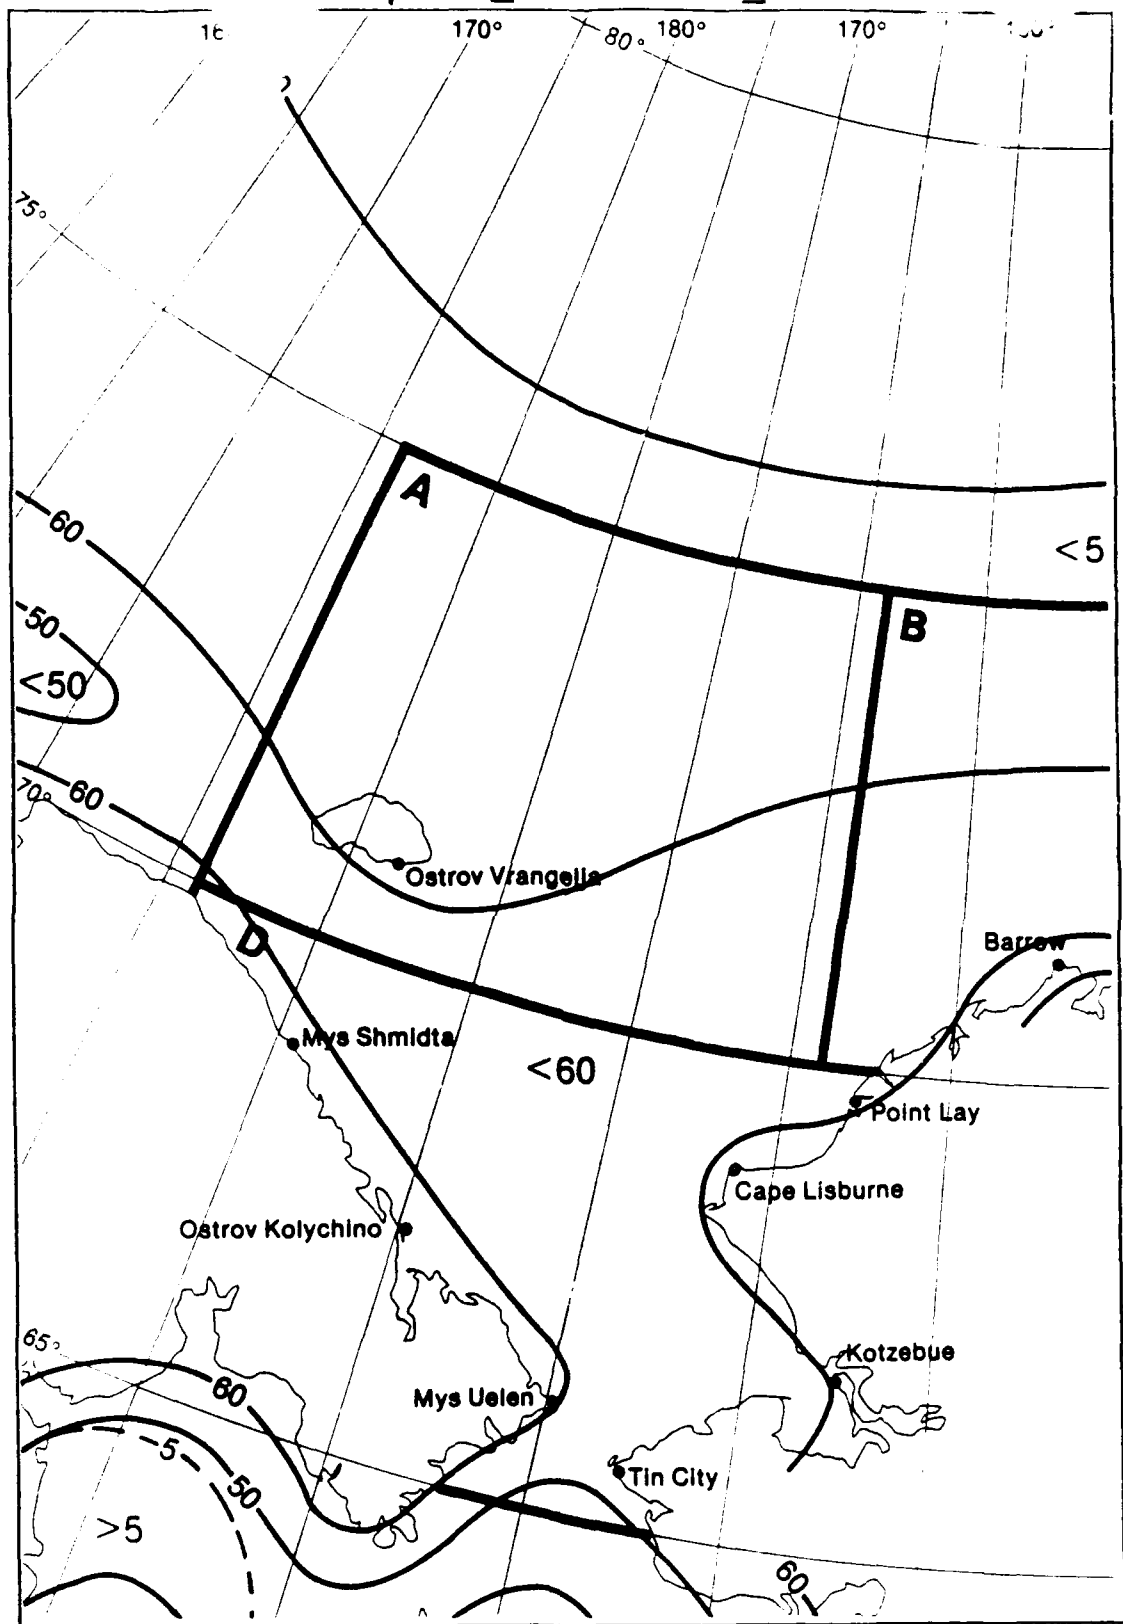 170° 80° 180° 170°
75°
A
60
<5
B
50
<50
70° 60
Ostrov Vrangelia
D
Barrow
Mys Shmidta
<60
Point Lay
Cape Lisburne
Ostrov Kolychino
65°
Kotzebue
60
Mys Uelen
5
50
Tin City
>5
60